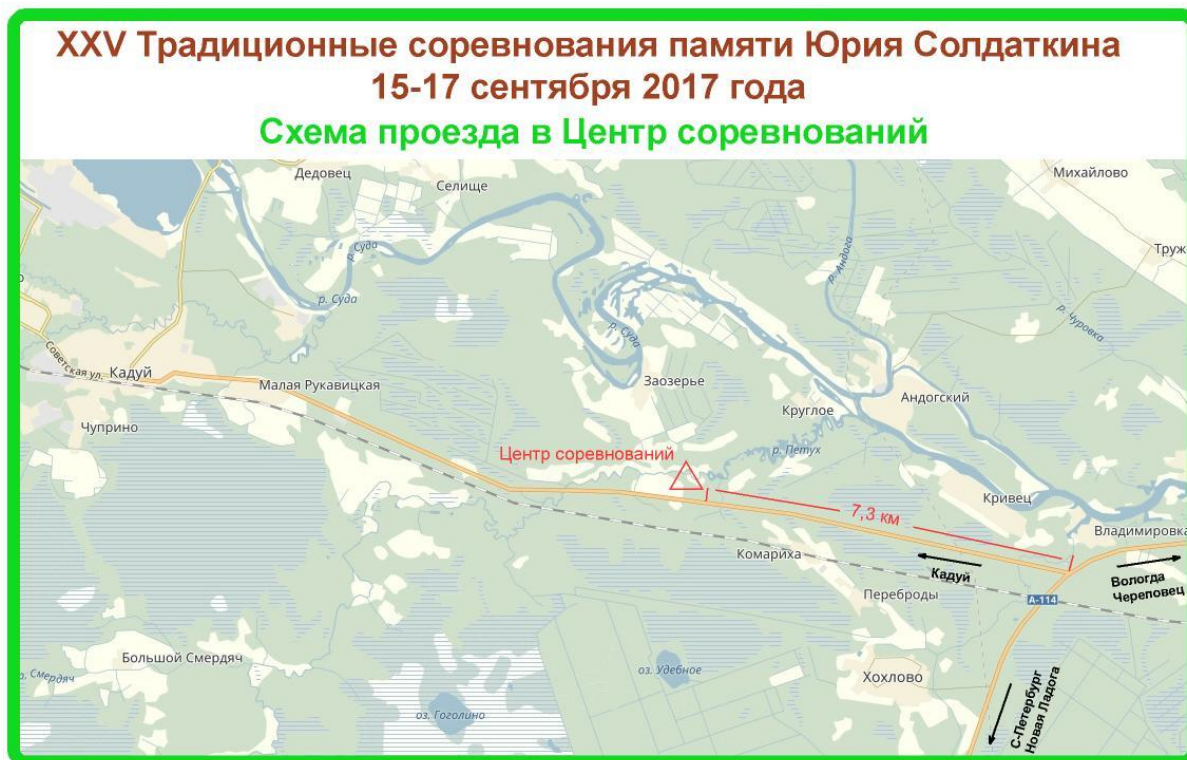 XXV Традиционные соревнования памяти Юрия Солдаткина
15-17 сентября 2017 года
Схема проезда в Центр соревнований
Дедовец
Селище
Михайлово
Труж
р. Суда
р. Суда
р. Суда
р. Андога
р. Чуровка
Советская ул.
Кадуй
Малая Рукавицкая
Заозерье
Круглое
Андогский
Чуприно
Центр соревнований
р. Петух
7,3 км
Кривец
Владимировка
Комариха
Кадуй
Переброды
А-114
Вологда
Череповец
Большой Смердяч
Смердяч
оз. Удебное
Хохлово
оз. Гоголино
С-Петербург
Новая Ладога